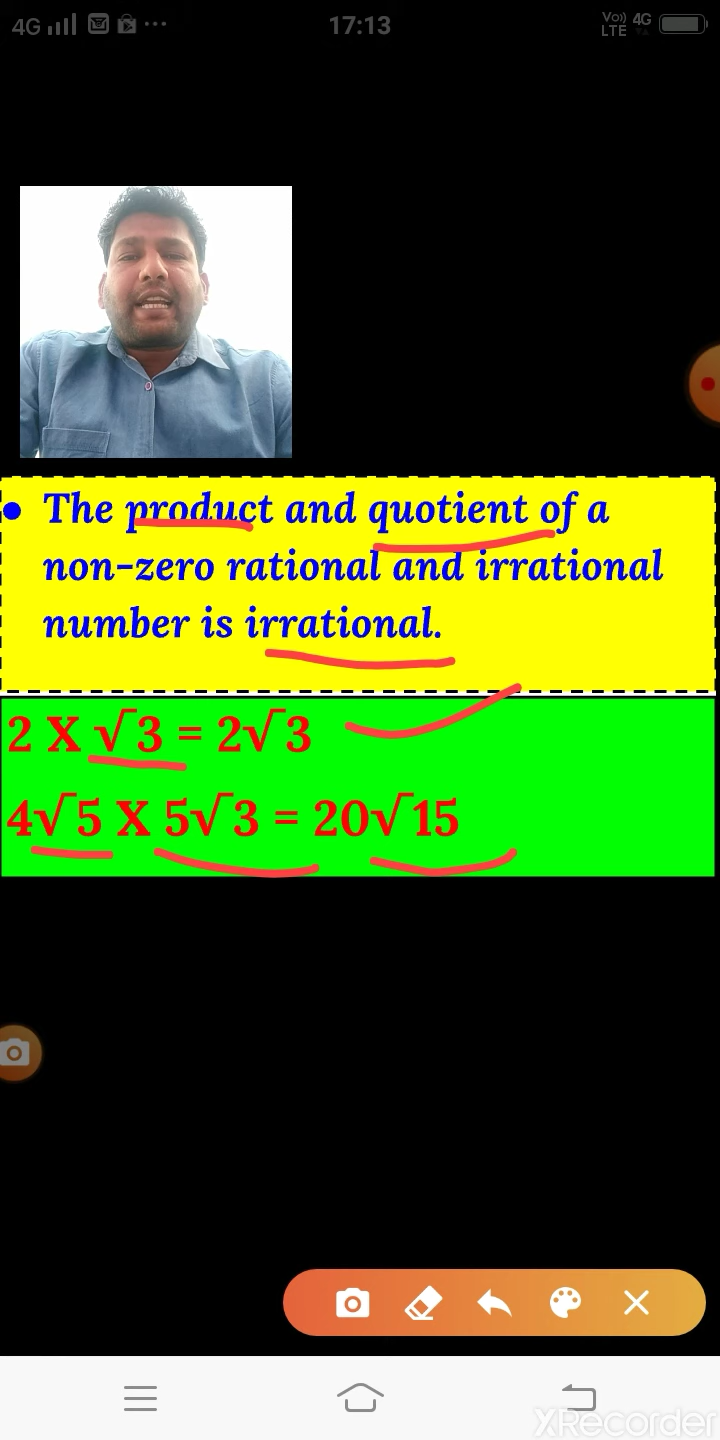 4G 17:13 Vo)) 4G
LTE
The product and quotient of a
non-zero rational and irrational
number is irrational.
2 X √3 = 2√3
4√5 X 5√3 = 20√15
XRecorder